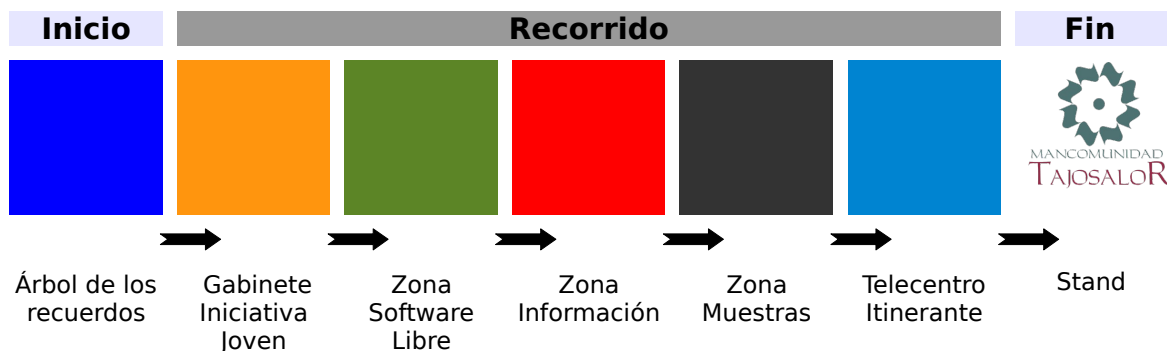 Inicio
Recorrido
Fin
MANCOMUNIDAD
TAJOSALOR
Árbol de los
recuerdos
Gabinete
Iniciativa
Joven
Zona
Software
Libre
Zona
Información
Zona
Muestras
Telecentro
Itinerante
Stand